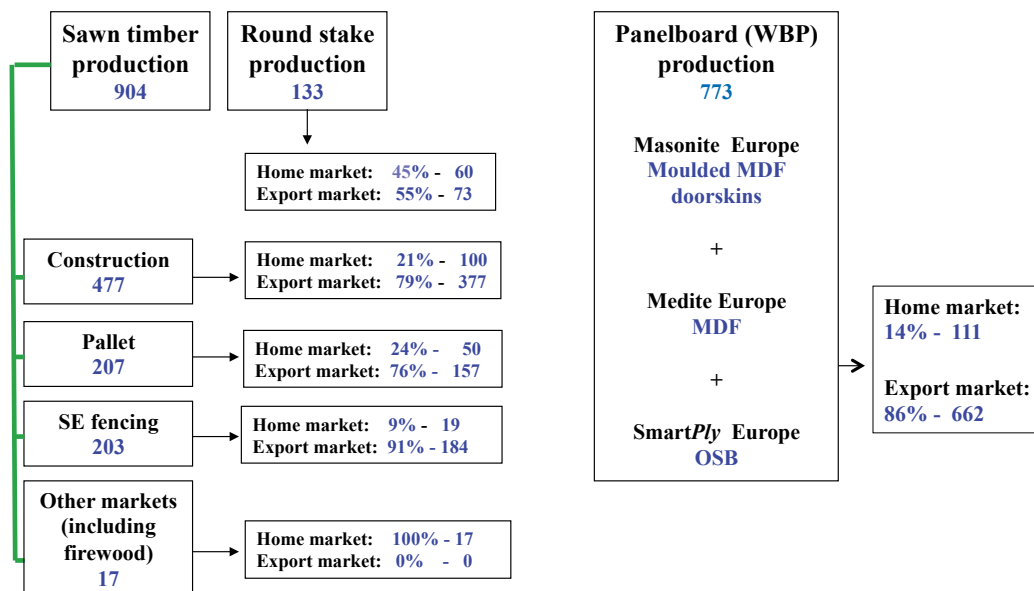 Sawn timber
production
904
Round stake
production
133
Home market: 45% - 60
Export market: 55% - 73
Construction
477
Home market: 21% - 100
Export market: 79% - 377
Pallet
207
Home market: 24% - 50
Export market: 76% - 157
SE fencing
203
Home market: 9% - 19
Export market: 91% - 184
Other markets
(including
firewood)
17
Home market: 100% - 17
Export market: 0% - 0
Panelboard (WBP)
production
773
Masonite Europe
Moulded MDF
doorskins
+
Medite Europe
MDF
+
SmartPly Europe
OSB
Home market:
14% - 111
Export market:
86% - 662